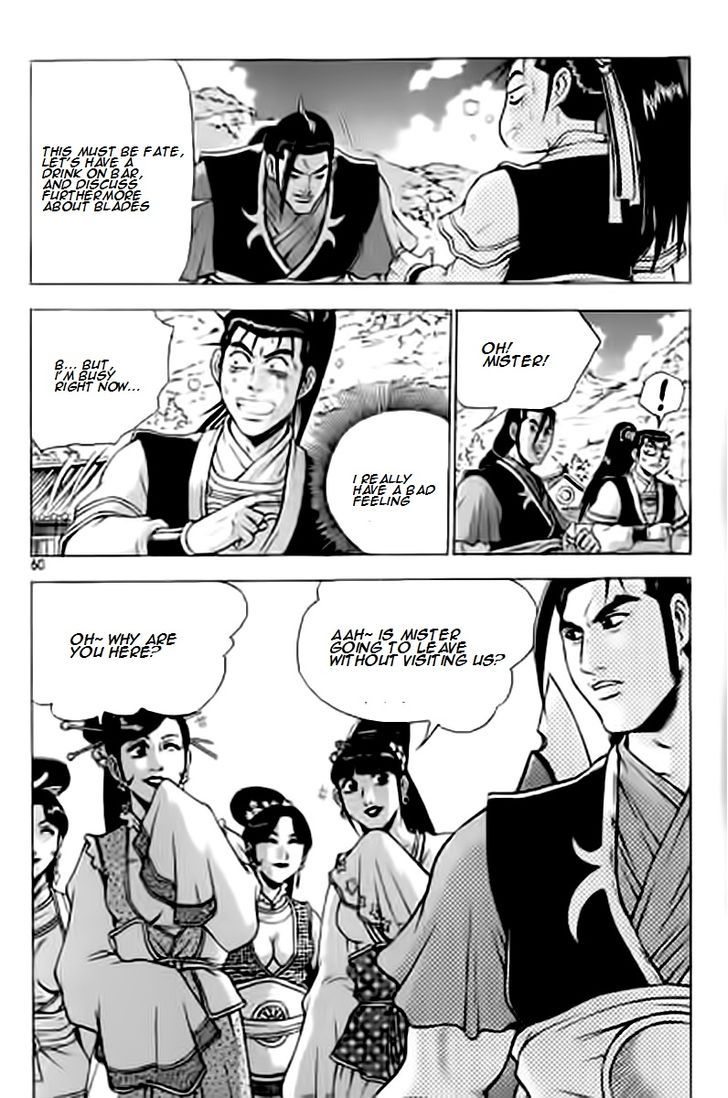 THIS MUST BE FATE,
LET'S HAVE A
DRINK ON BAR,
AND DISCUSS
FURTHERMORE
ABOUT BLADES
B... BUT,
I'M BUSY
RIGHT NOW...
I REALLY
HAVE A BAD
FEELING
OH!
MISTER!
!
60
OH~ WHY ARE
YOU HERE?
AAH~ IS MISTER
GOING TO LEAVE
WITHOUT VISITING US?